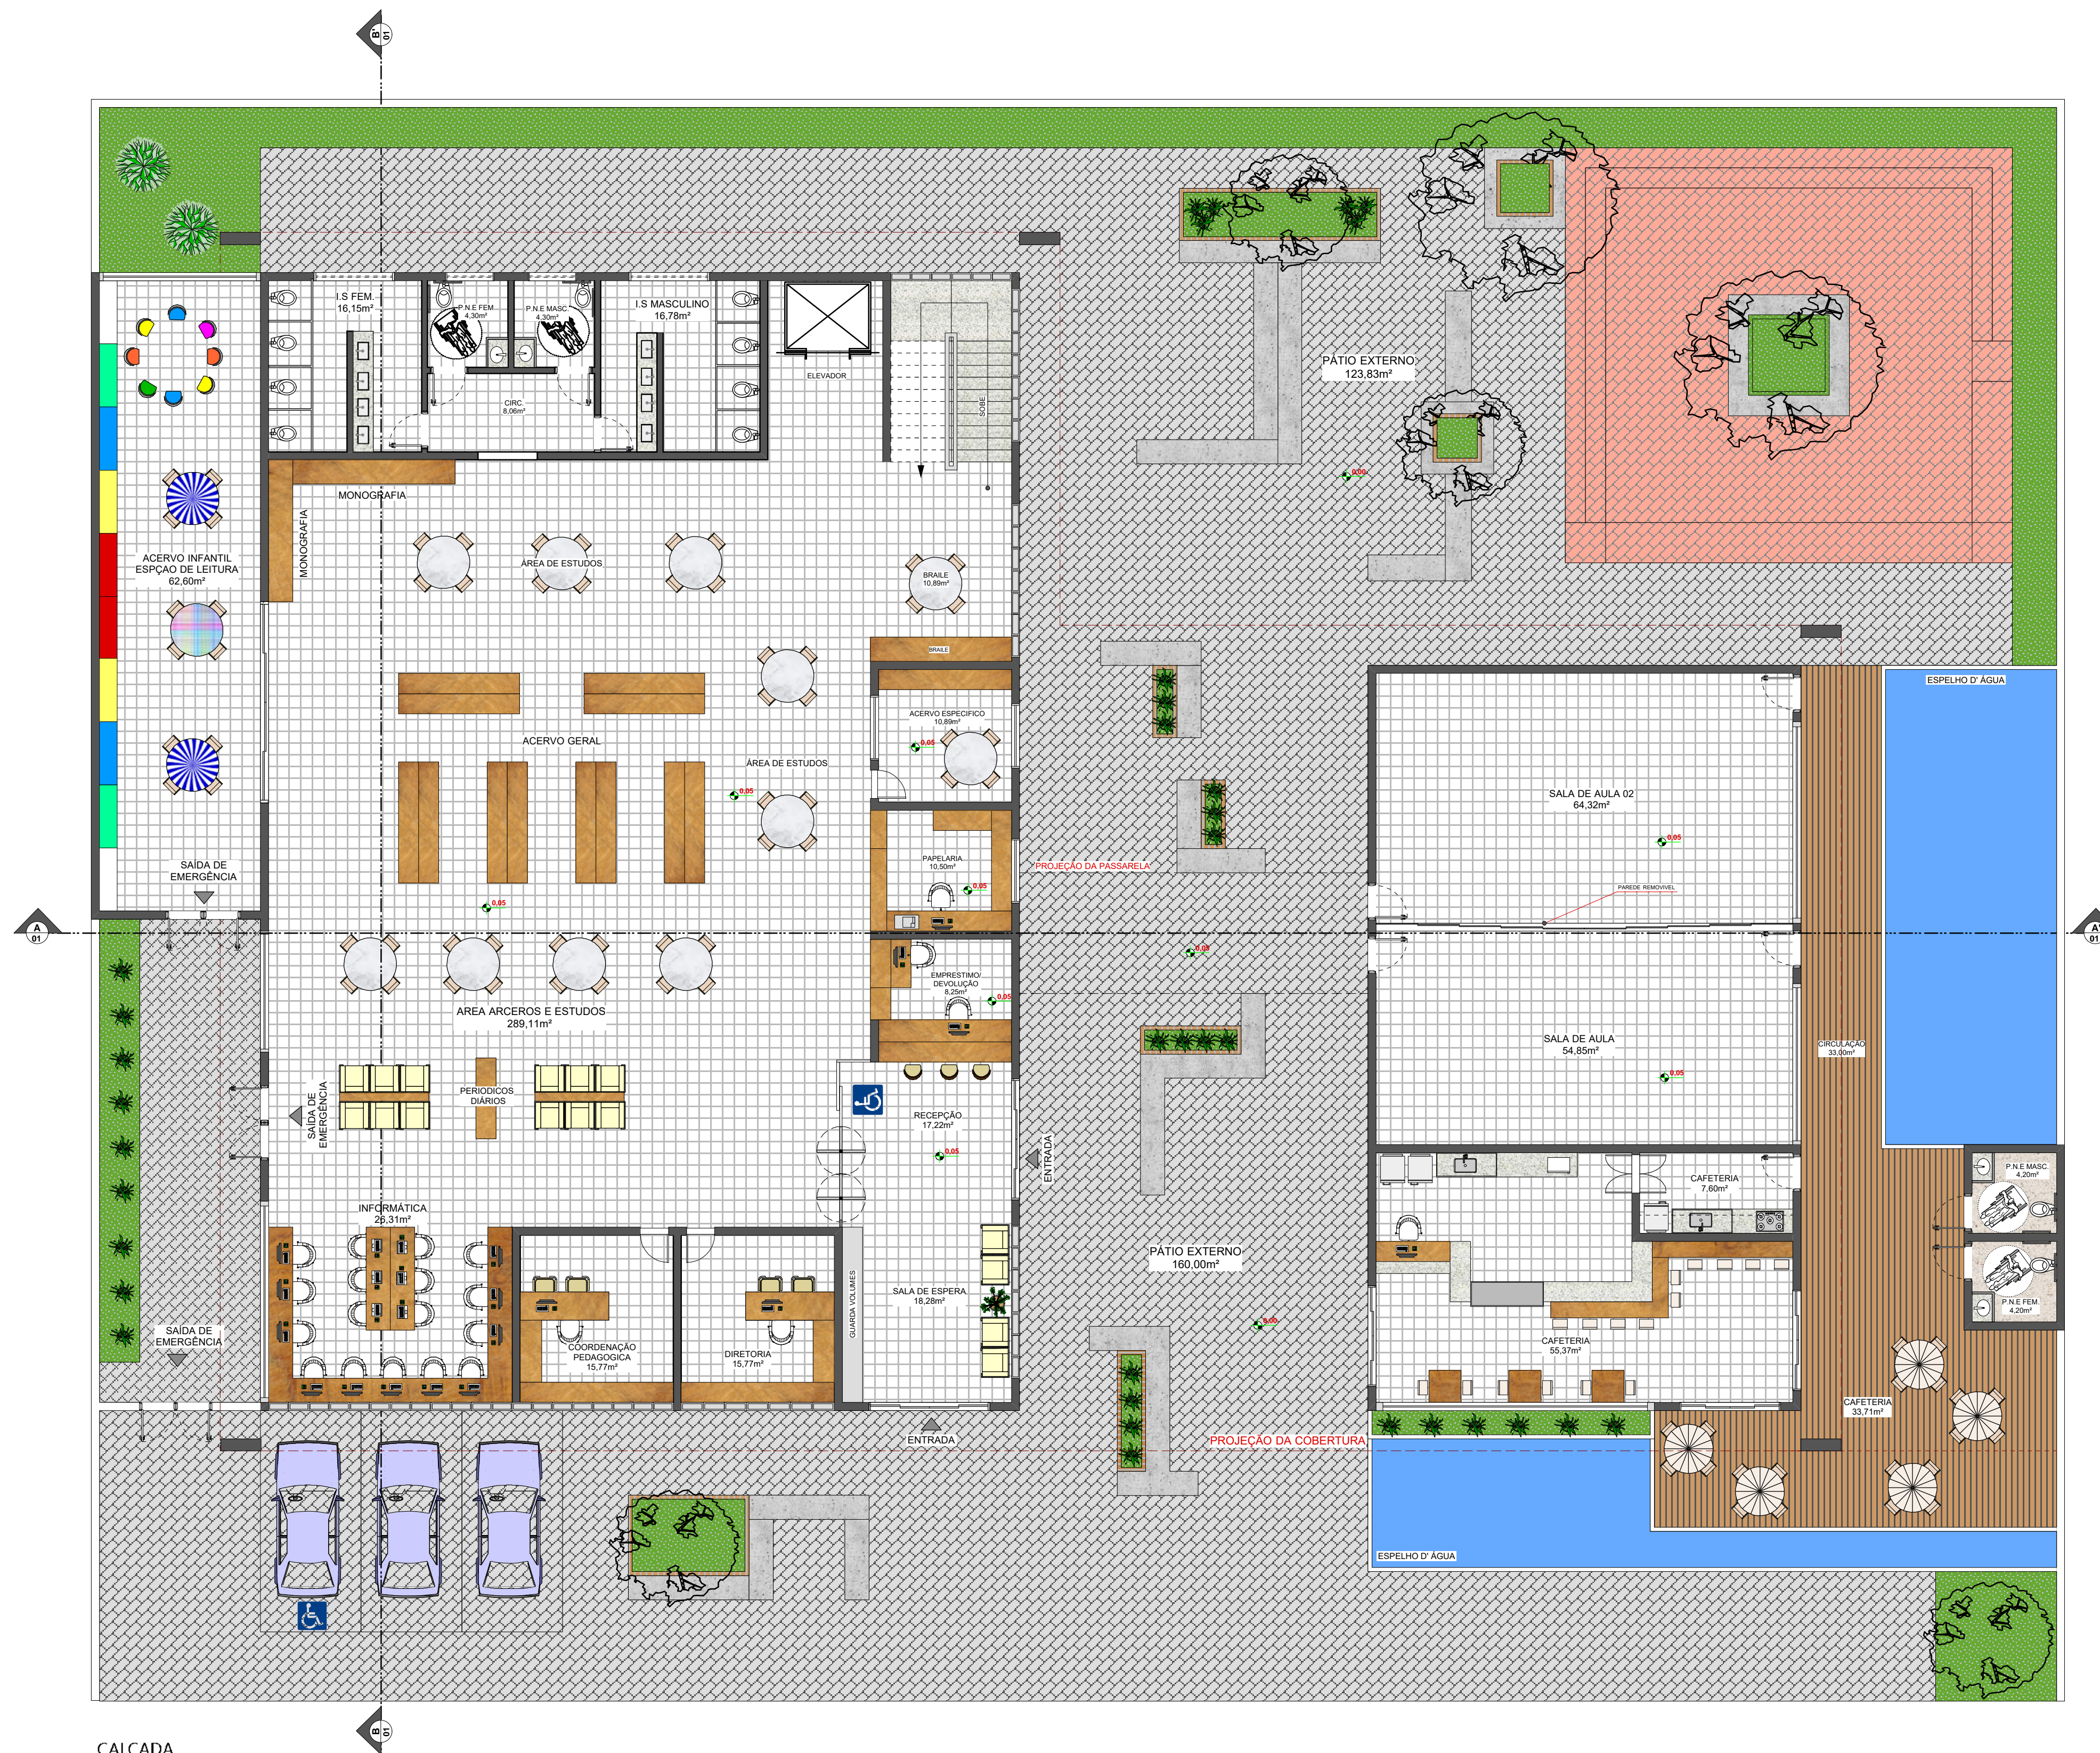 B'
01
I.S FEM.
16,15m²
P.N.E FEM
4,30m²
P.N.E MASC.
4,30m²
I.S MASCULINO
16,78m²
ELEVADOR
CIRC.
8,06m²
SOBE
PÁTIO EXTERNO
123,83m²
0,00
MONOGRAFIA
MONOGRAFIA
ÁREA DE ESTUDOS
BRAILE
10,89m²
BRAILE
ACERVO INFANTIL
ESPÇAO DE LEITURA
62,60m²
ESPELHO D' ÁGUA
ACERVO ESPECIFICO
10,89m²
0,05
ACERVO GERAL
ÁREA DE ESTUDOS
0,05
SALA DE AULA 02
64,32m²
0,05
SAÍDA DE
EMERGÊNCIA
PAPELARIA
10,50m²
0,05
PROJEÇÃO DA PASSARELA
PAREDE REMOVIVEL
0,05
A
01
A'
01
0,05
EMPRESTIMO/
DEVOLUÇÃO
8,25m²
0,05
AREA ARCEROS E ESTUDOS
289,11m²
SALA DE AULA
54,85m²
0,05
CIRCULAÇÃO
33,00m²
PERIODICOS
DIÁRIOS
SAÍDA DE
EMERGÊNCIA
RECEPÇÃO
17,22m²
0,05
ENTRADA
CAFETERIA
7,60m²
P.N.E MASC.
4,20m²
INFORMÁTICA
26,31m²
PÁTIO EXTERNO
160,00m²
0,00
GUARDA VOLUMES
SALA DE ESPERA
18,28m²
P.N.E FEM.
4,20m²
SAÍDA DE
EMERGÊNCIA
COORDENAÇÃO
PEDAGOGICA
15,77m²
DIRETORIA
15,77m²
CAFETERIA
55,37m²
CAFETERIA
33,71m²
ENTRADA
PROJEÇÃO DA COBERTURA
ESPELHO D' ÁGUA
B
01
CALÇADA